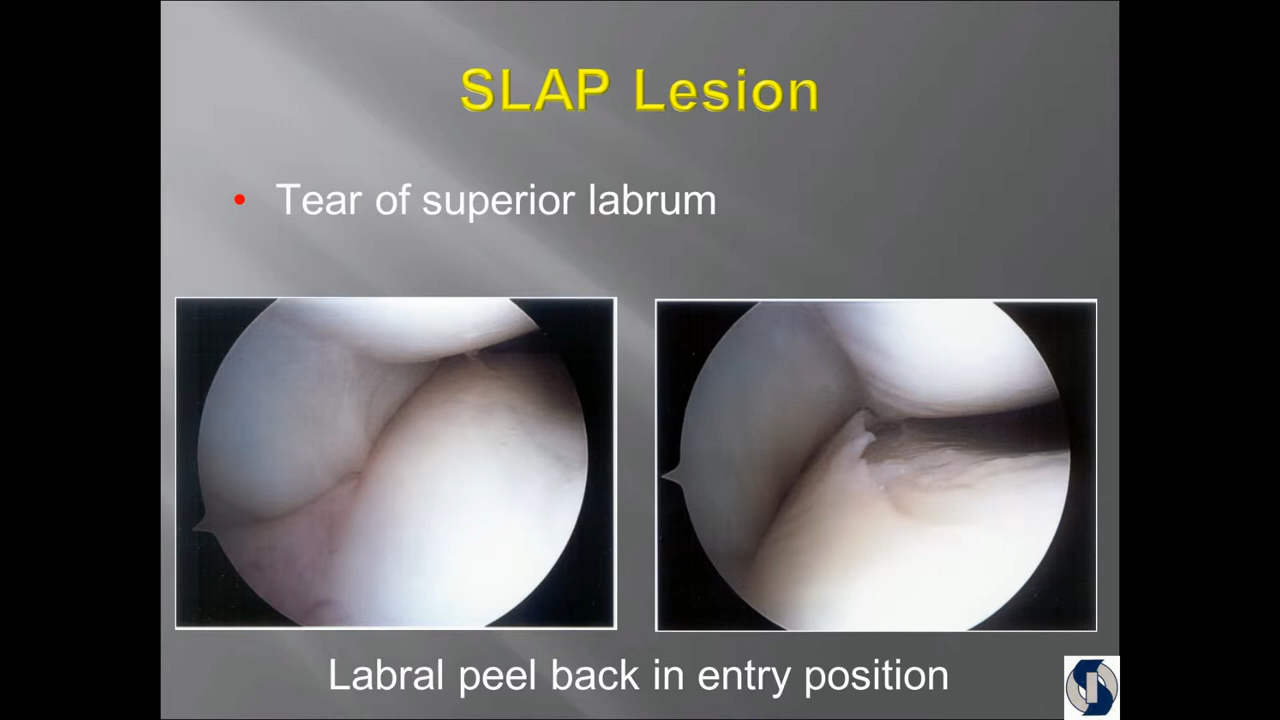 SLAP Lesion
• Tear of superior labrum
Labral peel back in entry position